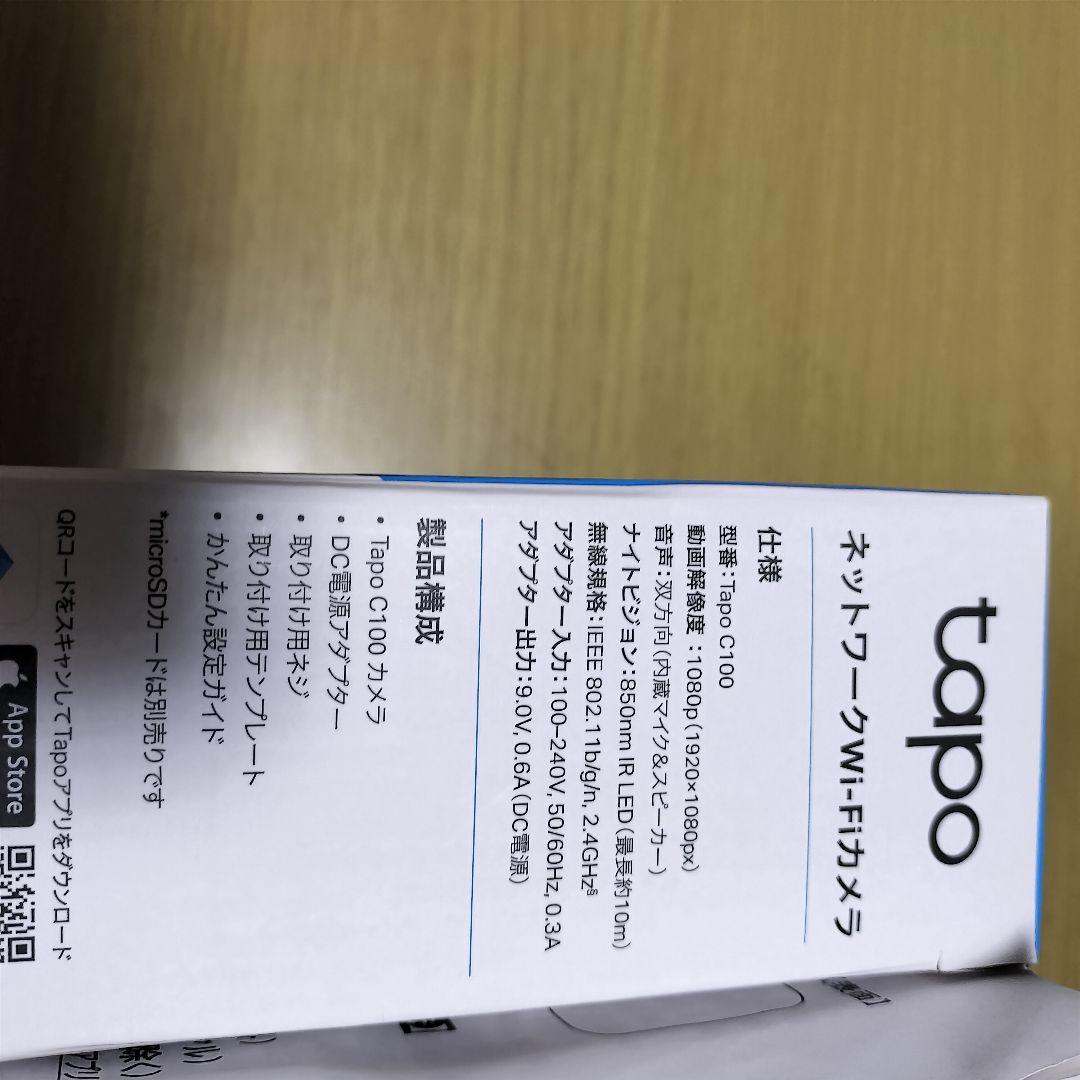 tapo
ネットワークWi-Fiカメラ
仕様
型番：Tapo C100
動画解像度：1080p（1920×1080px）
音声：双方向（内蔵マイク＆スピーカー）
ナイトビジョン：850nm IR LED（最長約10m）
無線規格：IEEE 802.11b/g/n, 2.4GHz§
アダプター入力：100–240V, 50/60Hz, 0.3A
アダプター出力：9.0V, 0.6A（DC電源）
製品構成
• Tapo C100 カメラ
• DC電源アダプター
• 取り付け用ネジ
• 取り付け用テンプレート
• かんたん設定ガイド
*microSDカードは別売りです
QRコードをスキャンしてTapoアプリをダウンロード
App Store